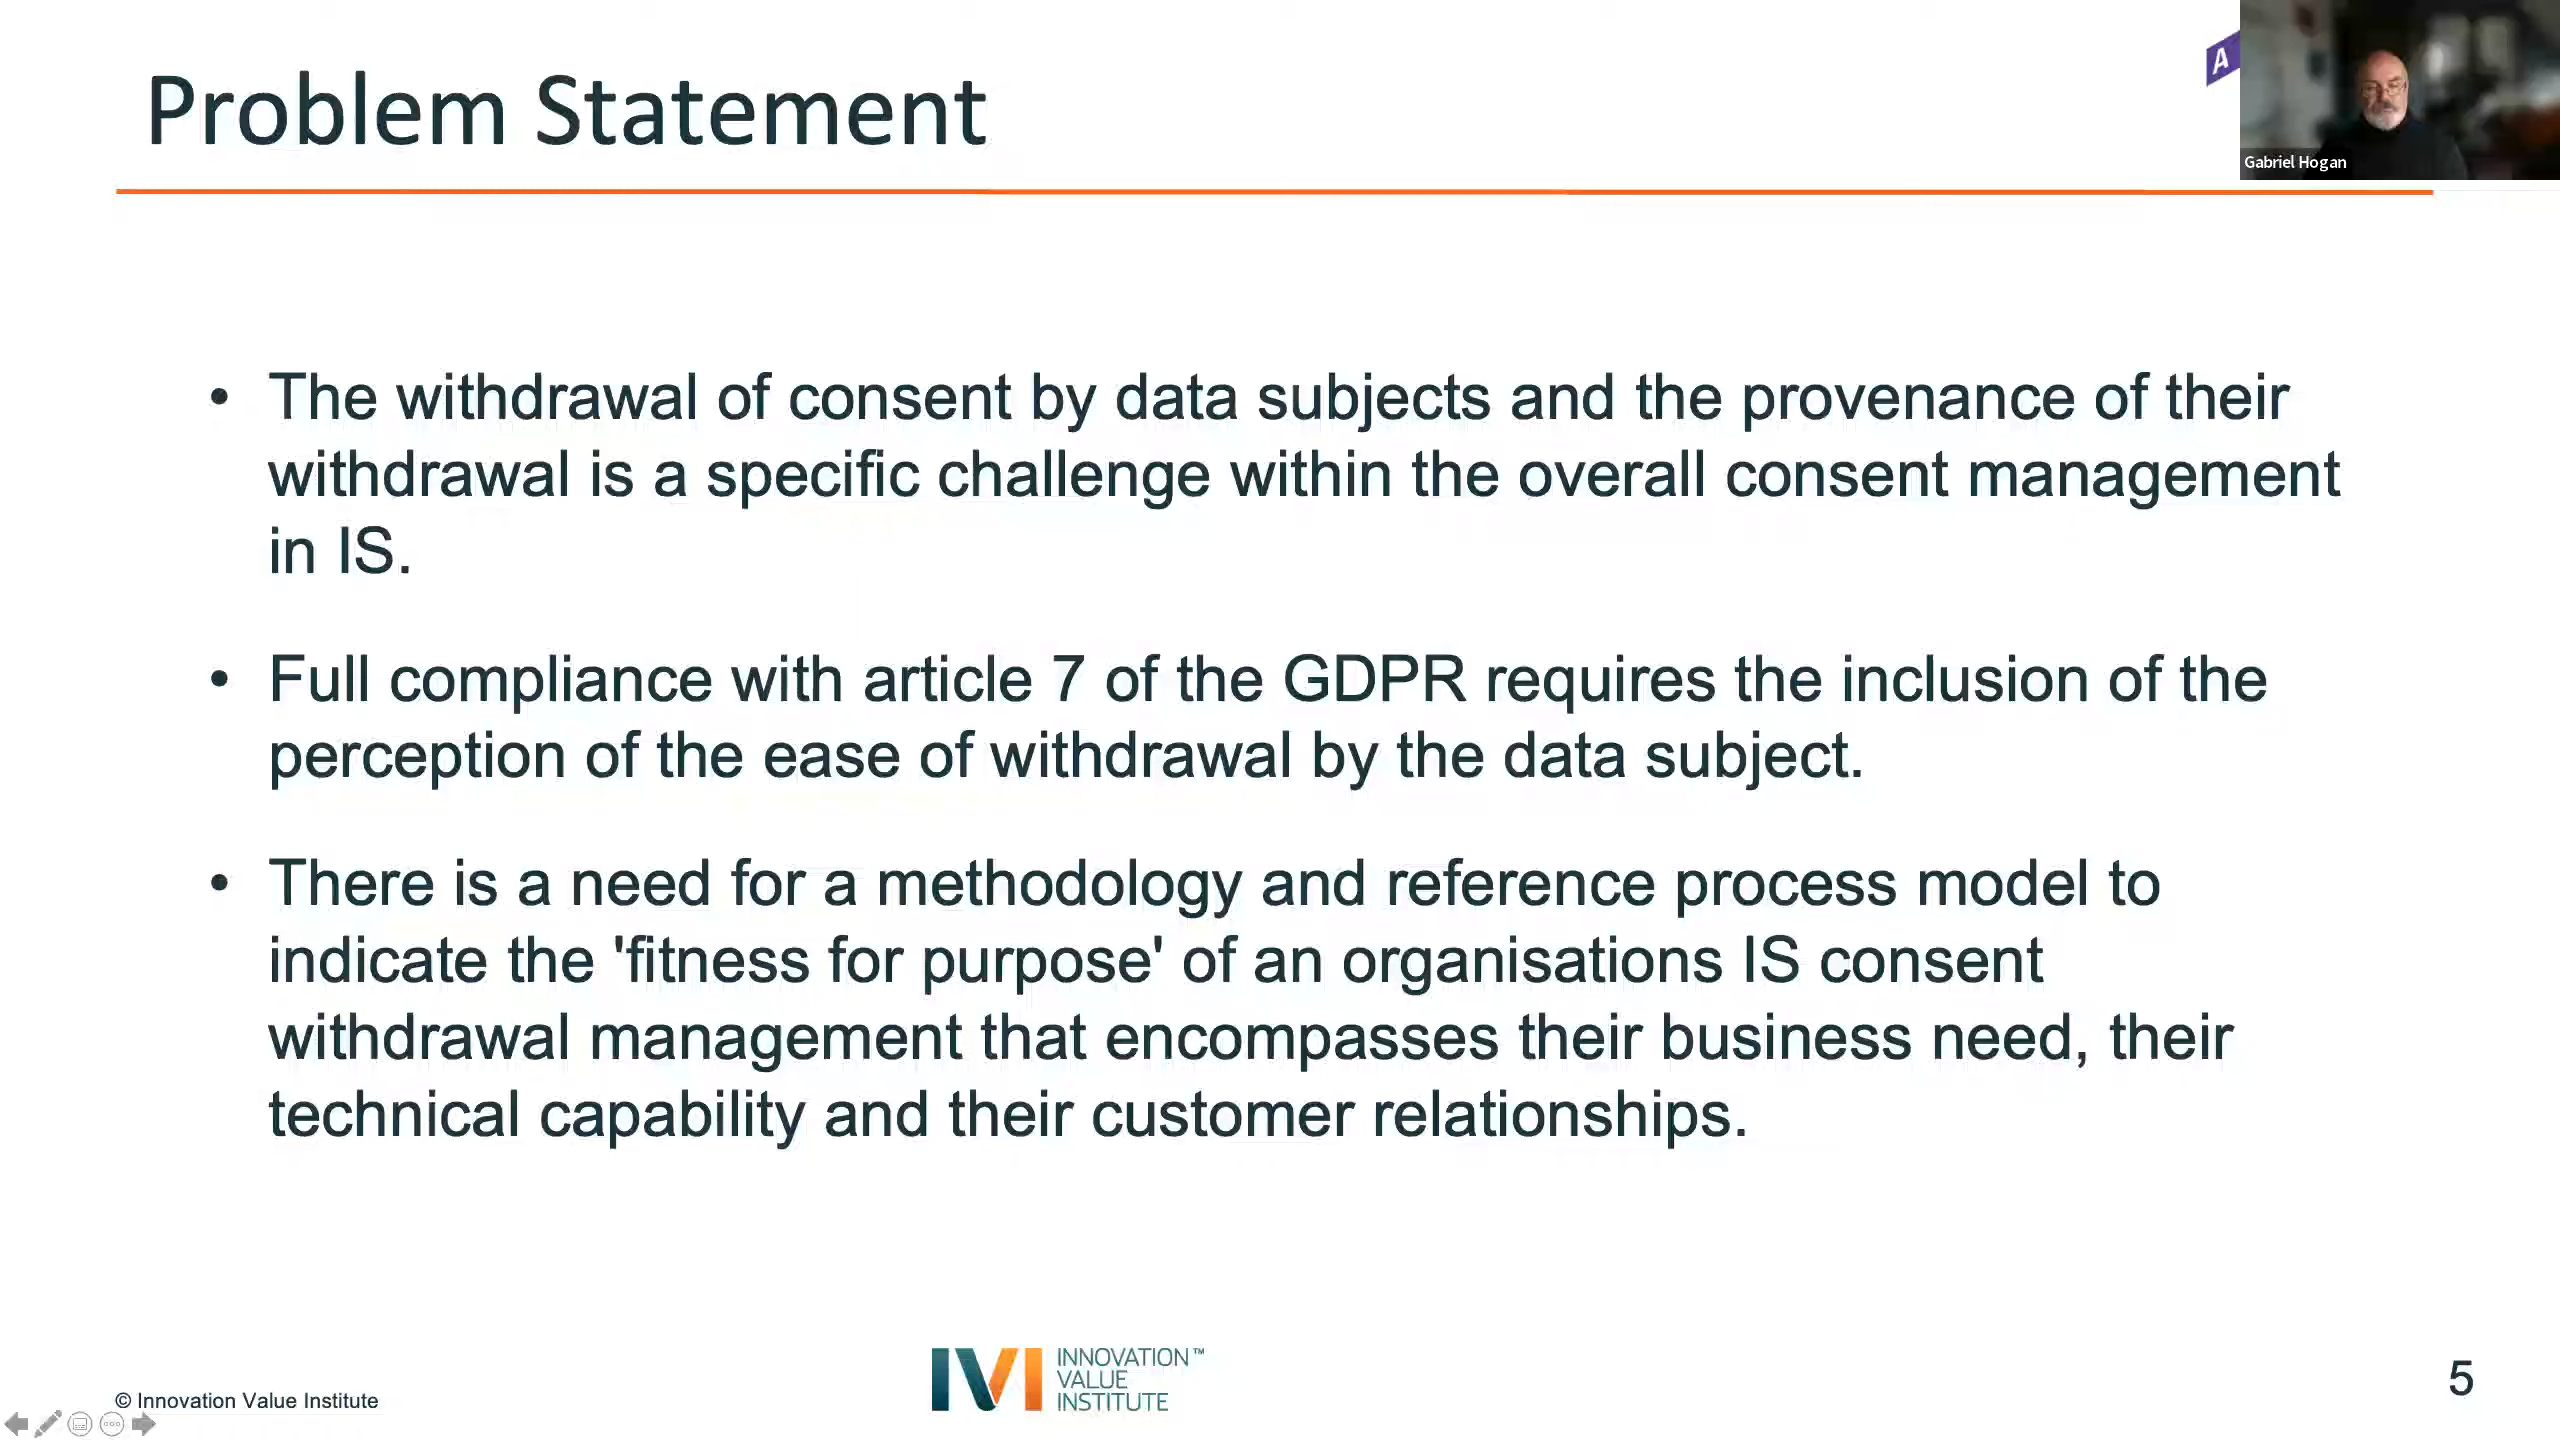 Problem Statement
A
Gabriel Hogan
• The withdrawal of consent by data subjects and the provenance of their
withdrawal is a specific challenge within the overall consent management
in IS.
• Full compliance with article 7 of the GDPR requires the inclusion of the
perception of the ease of withdrawal by the data subject.
• There is a need for a methodology and reference process model to
indicate the 'fitness for purpose' of an organisations IS consent
withdrawal management that encompasses their business need, their
technical capability and their customer relationships.
IVI
INNOVATION™
VALUE
INSTITUTE
© Innovation Value Institute
5